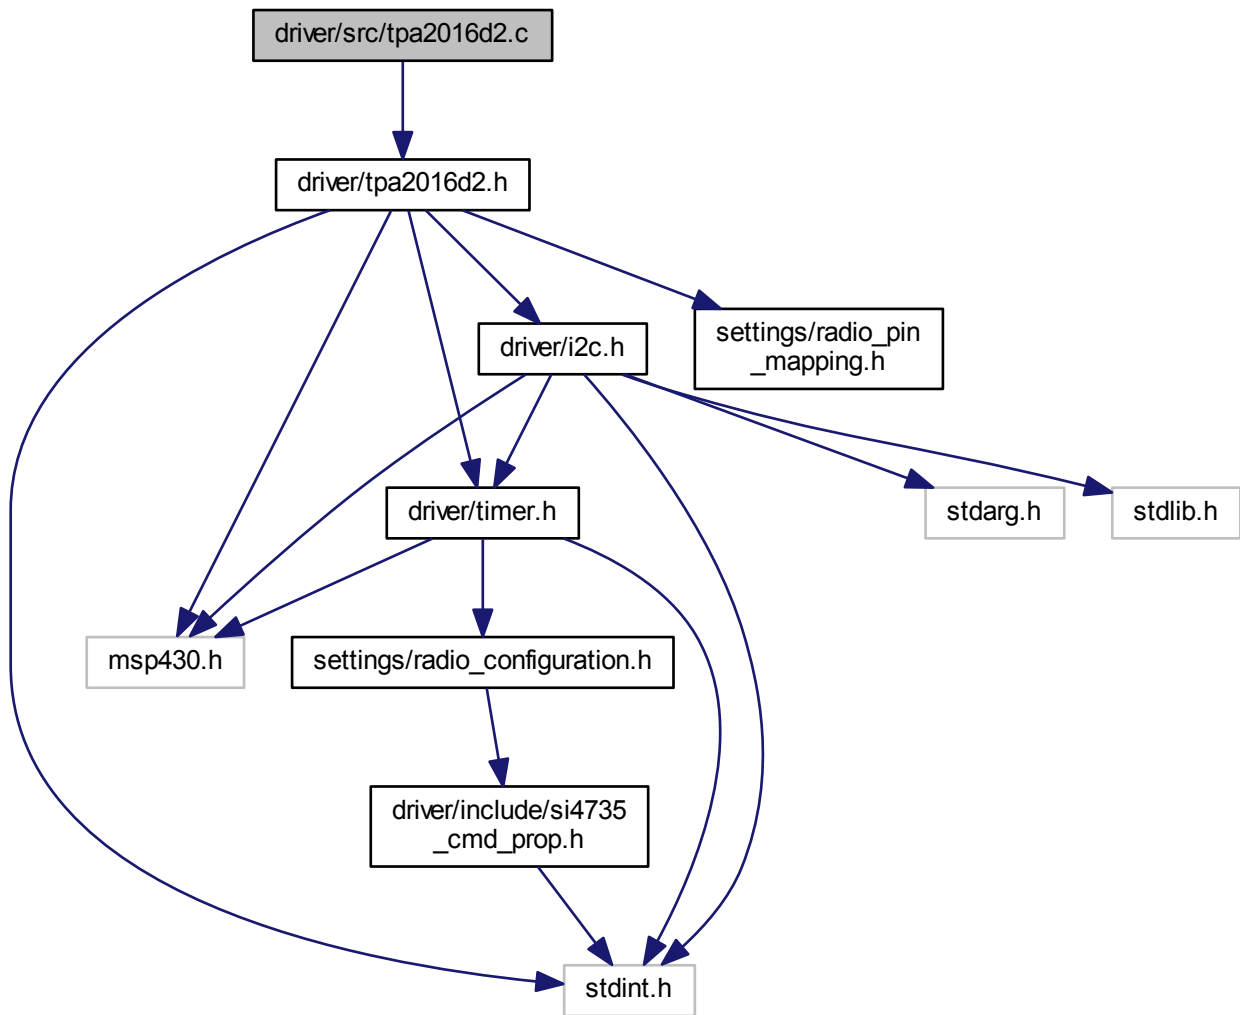 driver/src/tpa2016d2.c
driver/tpa2016d2.h
settings/radio_pin
_mapping.h
driver/i2c.h
driver/timer.h
stdarg.h
stdlib.h
msp430.h
settings/radio_configuration.h
driver/include/si4735
_cmd_prop.h
stdint.h